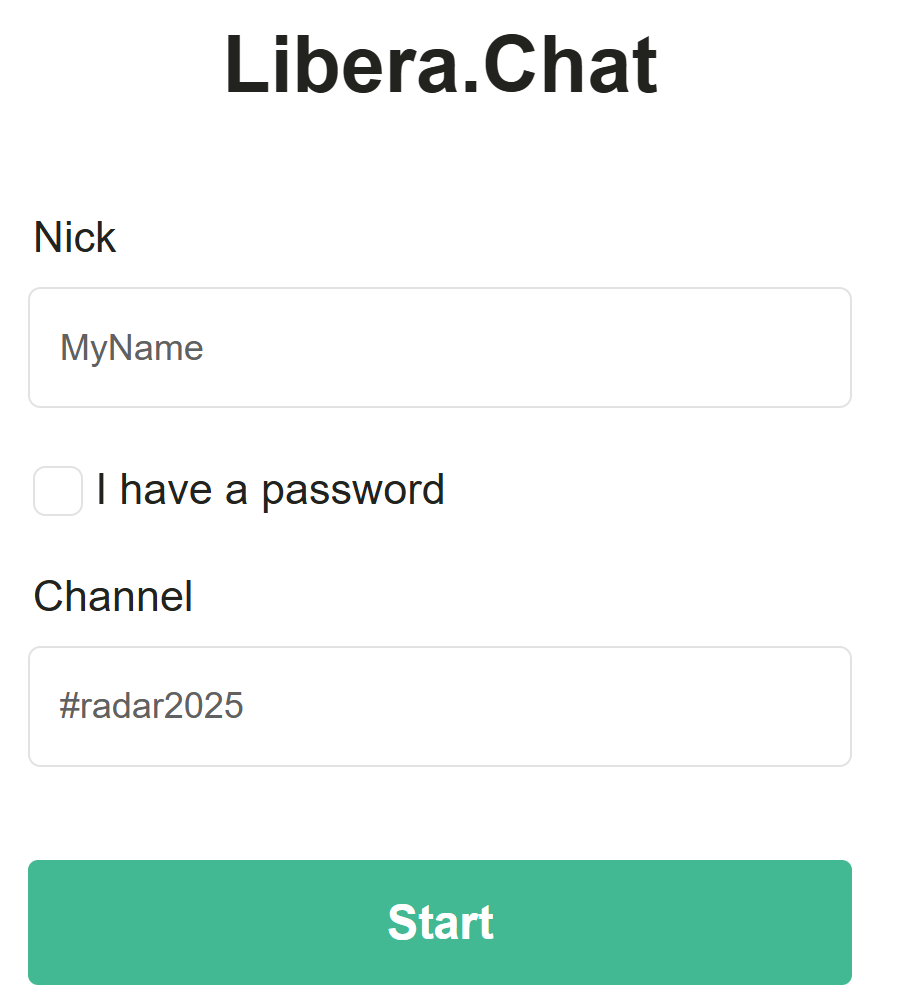 Libera.Chat
Nick
MyName
I have a password
Channel
#radar2025
Start